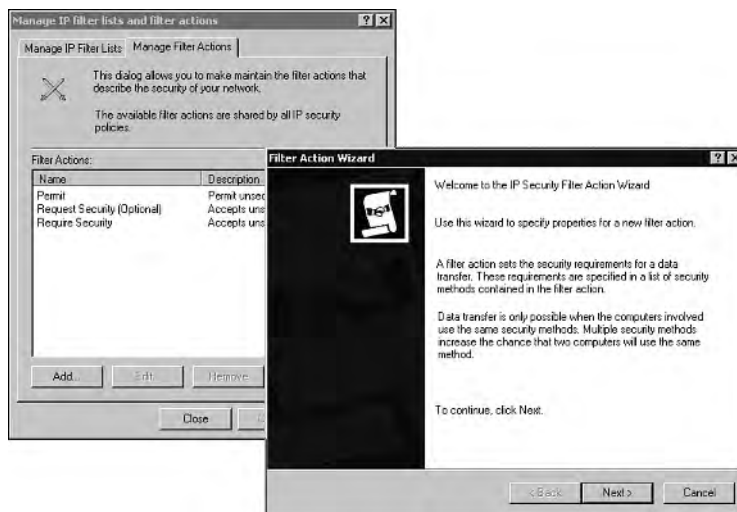 Manage IP filter lists and filter actions
Manage IP Filter Lists
Manage Filter Actions
This dialog allows you to make maintain the filter actions that
describe the security of your network.
The available filter actions are shared by all IP security
policies.
Filter Actions:
Name
Description
Permit
Permit unsec
Request Security (Optional)
Accepts uns
Require Security
Accepts uns
Add...
Edit...
Remove
Close
Filter Action Wizard
Welcome to the IP Security Filter Action Wizard
Use this wizard to specify properties for a new filter action.
A filter action sets the security requirements for a data
transfer. These requirements are specified in a list of security
methods contained in the filter action.
Data transfer is only possible when the computers involved
use the same security methods. Multiple security methods
increase the chance that two computers will use the same
method.
To continue, click Next.
< Back
Next >
Cancel